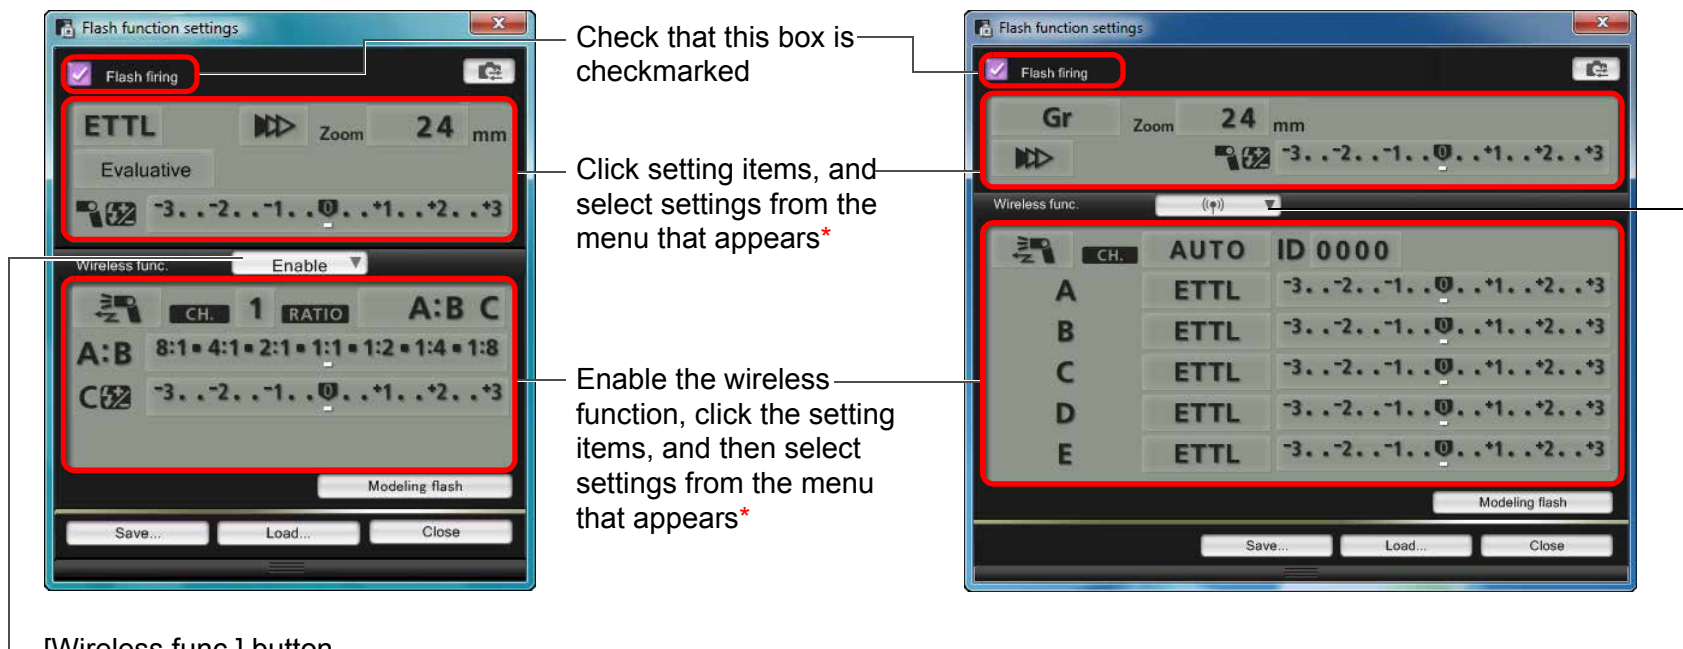 Flash function settings
Flash firing
ETTL Zoom 24 mm
Evaluative
-3..-2..-1..0..+1..+2..+3
Wireless func. Enable
CH. 1 RATIO A:B C
A:B 8:1 4:1 2:1 1:1 1:2 1:4 1:8
C -3..-2..-1..0..+1..+2..+3
Modeling flash
Save... Load... Close
[Wireless func.] button
Check that this box is
checkmarked
Click setting items, and
select settings from the
menu that appears*
Enable the wireless
function, click the setting
items, and then select
settings from the menu
that appears*
Flash function settings
Flash firing
Gr Zoom 24 mm
-3..-2..-1..0..+1..+2..+3
Wireless func.
CH. AUTO ID 0000
A ETTL -3..-2..-1..0..+1..+2..+3
B ETTL -3..-2..-1..0..+1..+2..+3
C ETTL -3..-2..-1..0..+1..+2..+3
D ETTL -3..-2..-1..0..+1..+2..+3
E ETTL -3..-2..-1..0..+1..+2..+3
Modeling flash
Save... Load... Close